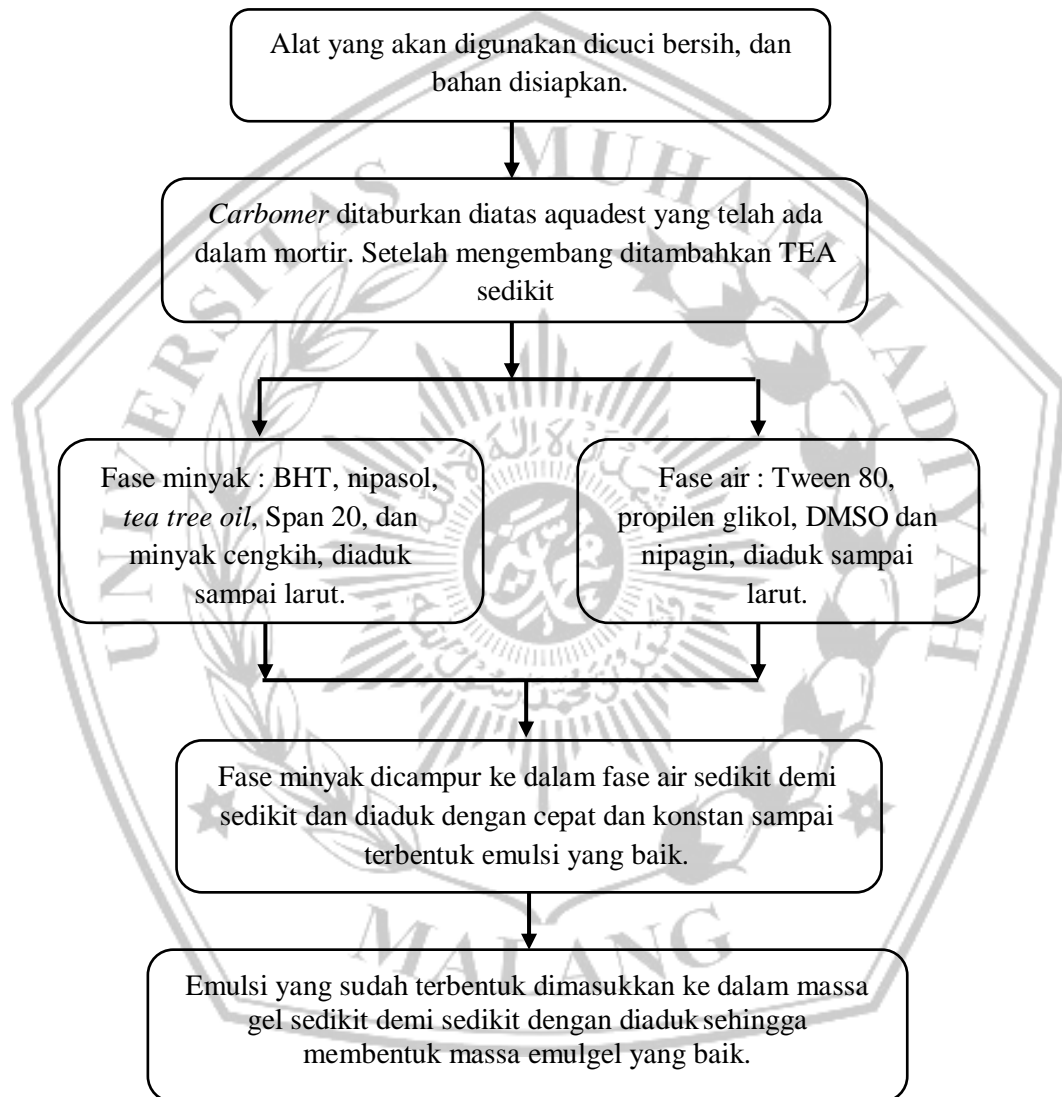 Alat yang akan digunakan dicuci bersih, dan
bahan disiapkan.
UNIVERSITAS MUHAMMADIYAH
Carbomer ditaburkan diatas aquadest yang telah ada
dalam mortir. Setelah mengembang ditambahkan TEA
sedikit
Fase minyak : BHT, nipasol,
tea tree oil, Span 20, dan
minyak cengkih, diaduk
sampai larut.
Fase air : Tween 80,
propilen glikol, DMSO dan
nipagin, diaduk sampai
larut.
Fase minyak dicampur ke dalam fase air sedikit demi
sedikit dan diaduk dengan cepat dan konstan sampai
terbentuk emulsi yang baik.
MALANG
Emulsi yang sudah terbentuk dimasukkan ke dalam massa
gel sedikit demi sedikit dengan diaduk sehingga
membentuk massa emulgel yang baik.